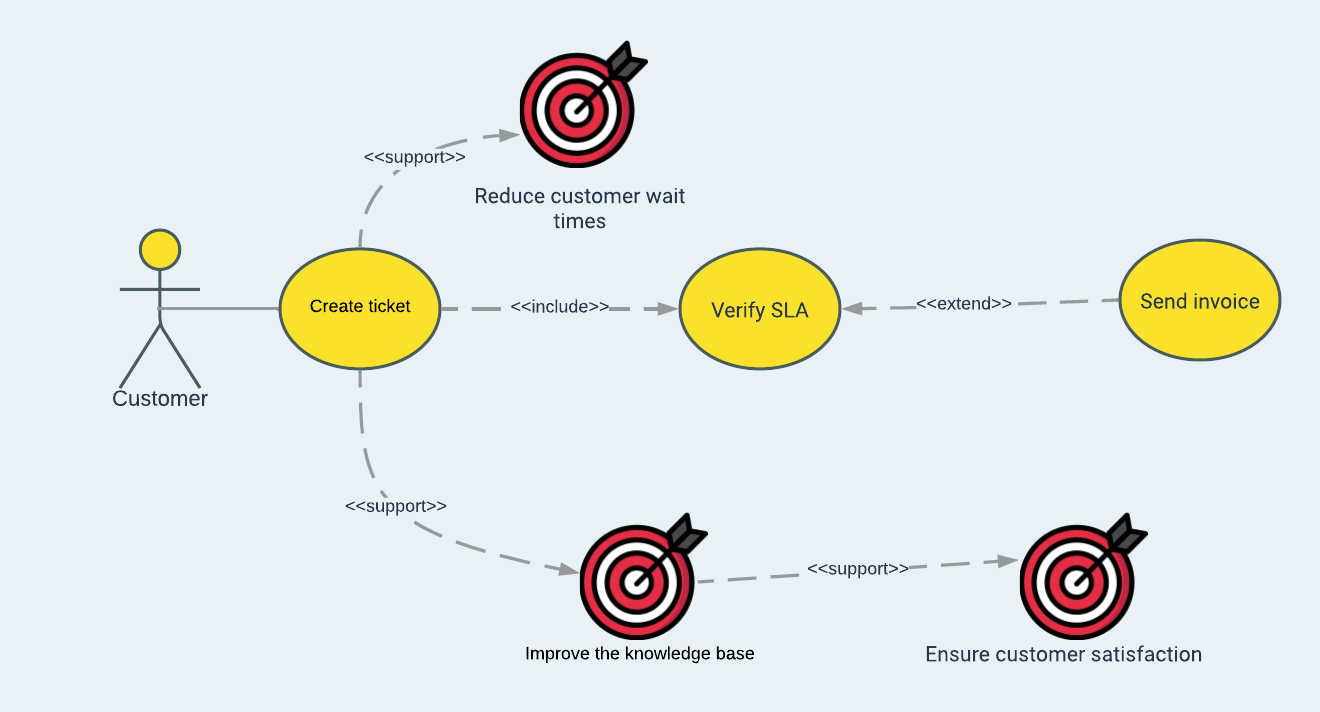 <<support>>
Reduce customer wait
times
Create ticket
<<include>>
Verify SLA
<<extend>>
Send invoice
Customer
<<support>>
<<support>>
Improve the knowledge base
Ensure customer satisfaction